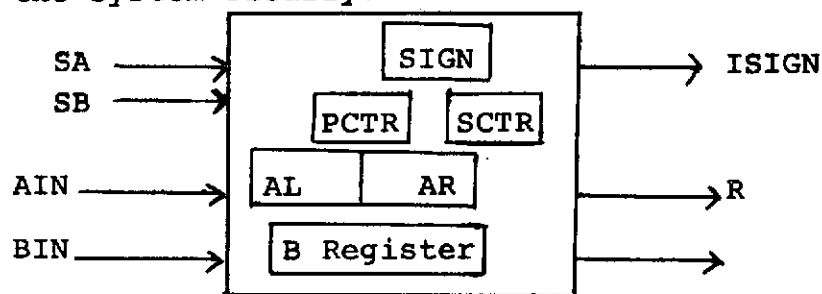 SIGN
SA
ISIGN
SB
PCTR SCTR
AIN AL AR R
BIN B Register